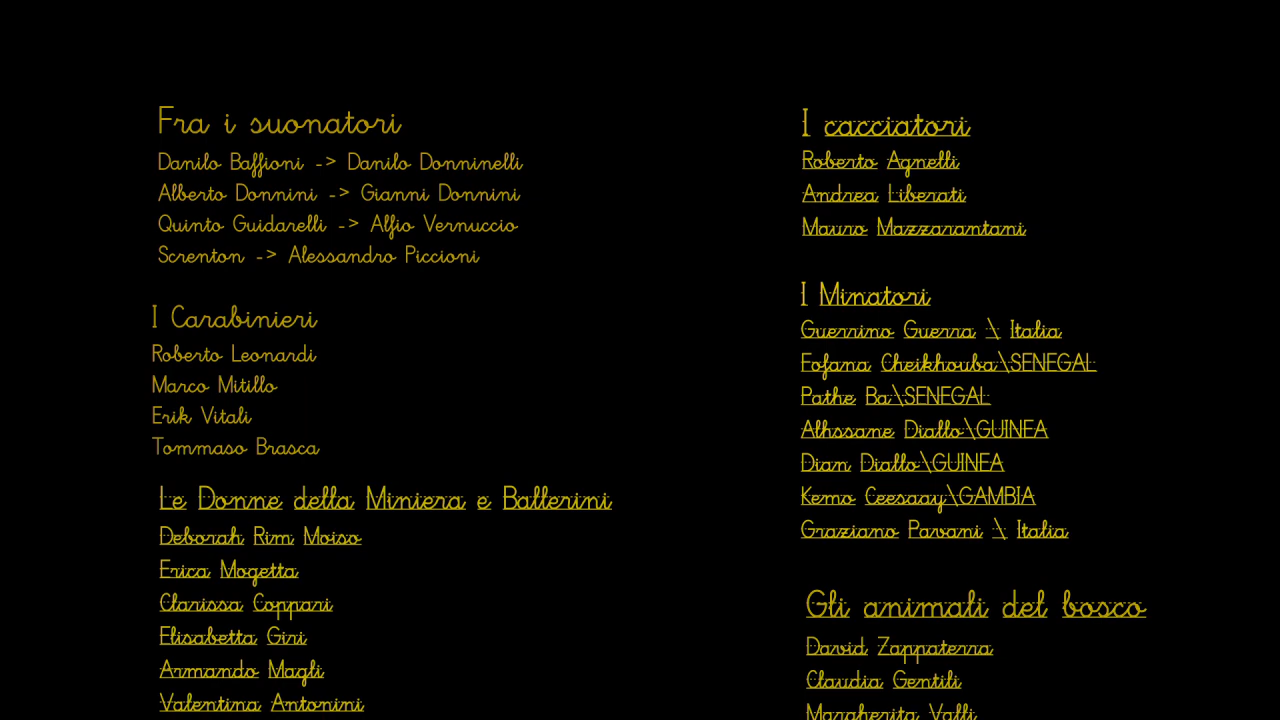 Fra i suonatori
Danilo Baffioni -> Danilo Donninelli
Alberto Donnini -> Gianni Donnini
Quinto Guidarelli -> Alfio Vernuccio
Screnton -> Alessandro Piccioni
I Carabinieri
Roberto Leonardi
Marco Mitillo
Erik Vitali
Tommaso Brasca
Le Donne della Miniera e Ballerini
Deborah Rim Moiso
Erica Mogetta
Clarissa Coppari
Elisabetta Giri
Armando Magli
Valentina Antonini
I cacciatori
Roberto Agnelli
Andrea Liberati
Mauro Mazzarantani
I Minatori
Guerrino Guerra \ Italia
Fofana Cheikhouba\SENEGAL
Pathe Ba\SENEGAL
Alhssane Diallo\GUINEA
Dian Diallo\GUINEA
Kemo Ceesaay\GAMBIA
Graziano Pavani \ Italia
Gli animali del bosco
David Zappaterra
Claudia Gentili
Margherita Valli